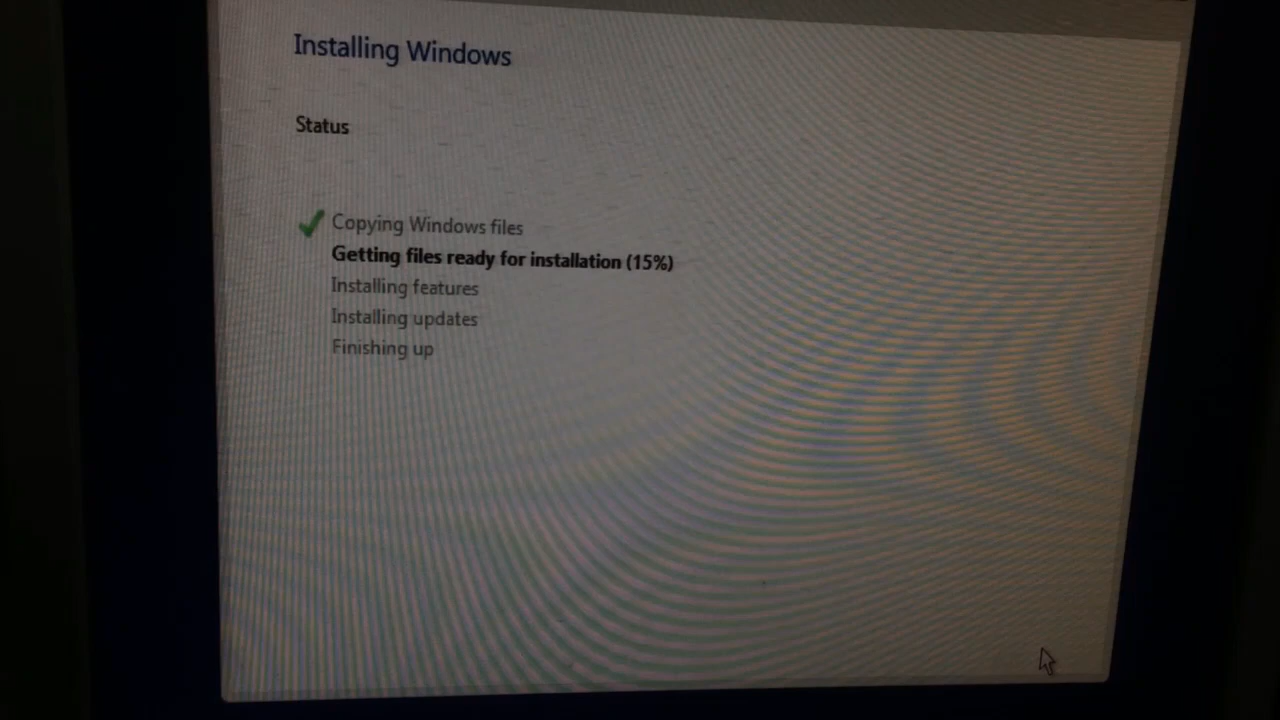 Installing Windows
Status
Copying Windows files
Getting files ready for installation (15%)
Installing features
Installing updates
Finishing up